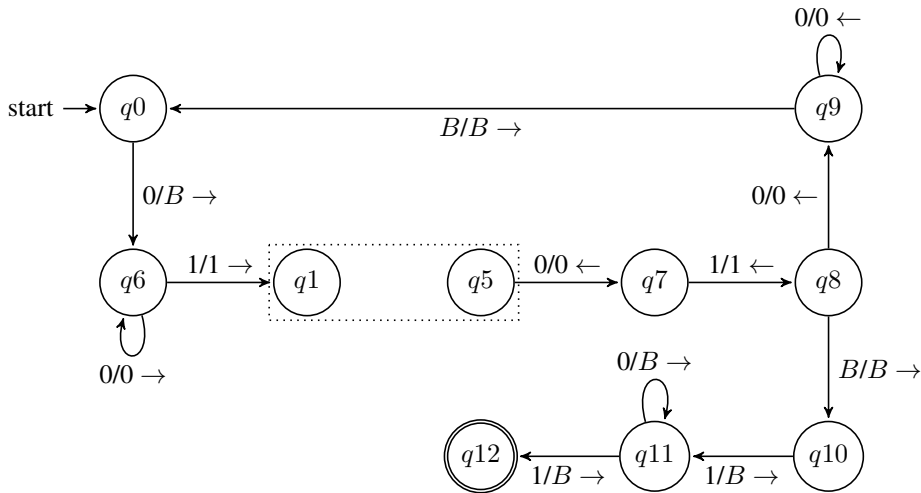 0/0 ←
start
q0
q9
B/B →
0/B →
0/0 ←
q6
1/1 →
q1
q5
0/0 ←
q7
1/1 ←
q8
0/0 →
0/B →
B/B →
q12
1/B →
q11
1/B →
q10